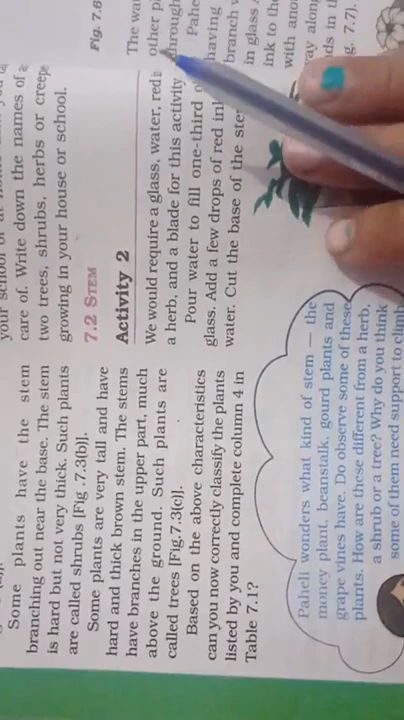 care of. Write down the names of
two trees, shrubs, herbs or creepe
growing in your house or school.
7.2 STEM
Activity 2
We would require a glass, water, red
a herb, and a blade for this activity
Pour water to fill one-third
glass. Add a few drops of red ink
water. Cut the base of the
Some plants have the stem
branching out near the base. The stem
is hard but not very thick. Such plants
are called shrubs [Fig .7.3(b)].
Some plants are very tall and have
hard and thick brown stem. The stems
have branches in the upper part, much
above the ground. Such plants are
called trees [Fig.7.3(c)].
Based on the above characteristics
can you now correctly classify the plants
listed by you and complete column 4 in
Table 7.1?
Paheli wonders what kind of stem — the
money plant, beanstalk, gourd plants and
grape vines have. Do observe some of these
plants. How are these different from a herb,
a shrub or a tree? Why do you think
some of them need support to climb
Fig. 7.6
The
other
through
Pahe
having
branch
in glass
ink to the
with
g. 7.7).